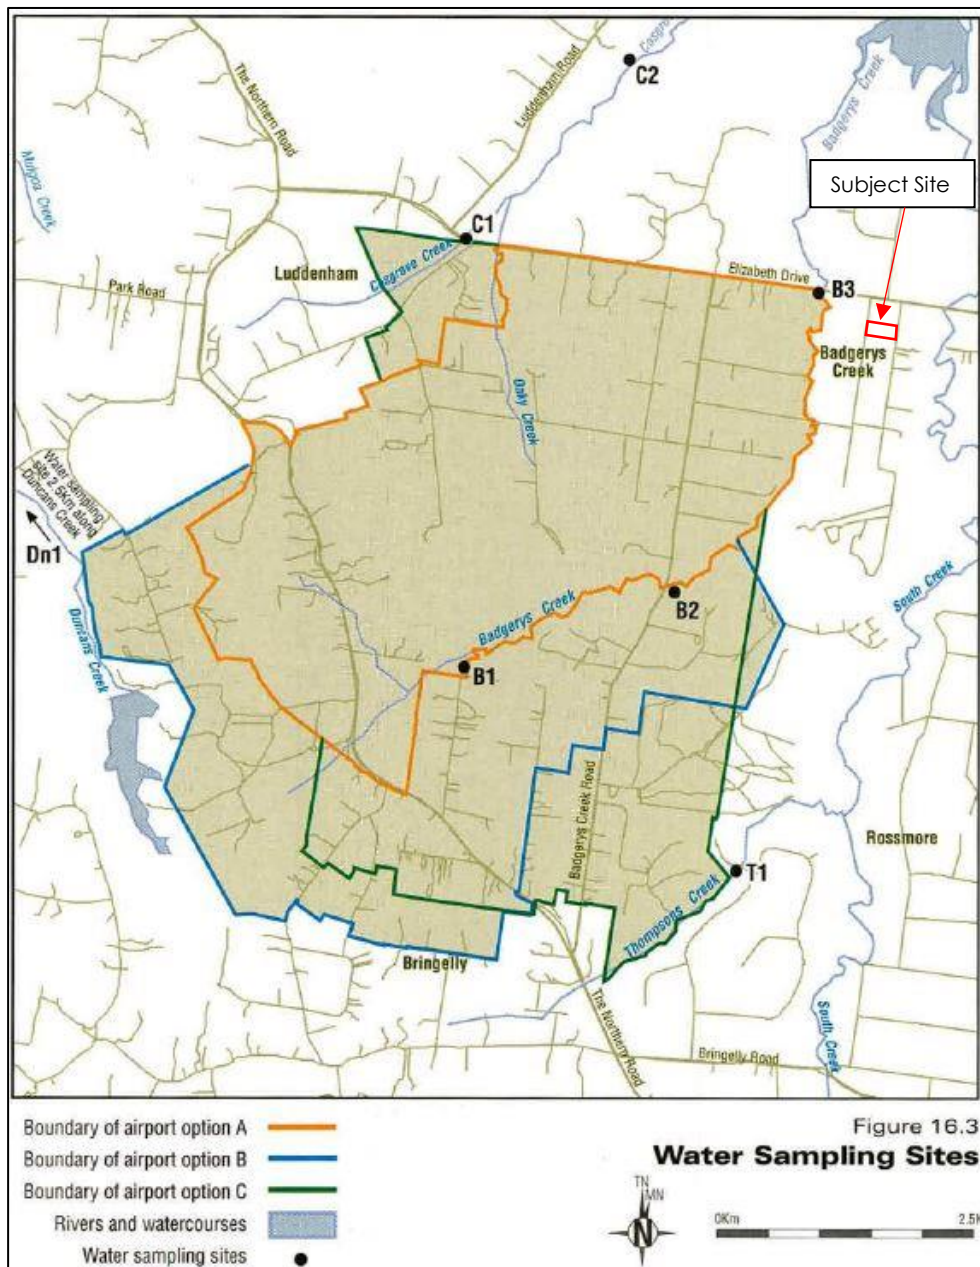 C2
Cosgrove
The Northern Road
Luddenham Road
Badgerys Creek
Mulgoa Creek
Subject Site
C1
Luddenham
Cosgrove Creek
Elizabeth Drive
B3
Park Road
Badgerys
Creek
Oaky Creek
Water sampling
site 2.5Km along
Duncans Creek
Dn1
South Creek
Badgerys Creek
B2
B1
Duncans Creek
Badgerys Creek Road
Rossmore
T1
Thompsons Creek
Bringelly
The Northern Road
South Creek
Bringelly Road
Boundary of airport option A
Boundary of airport option B
Boundary of airport option C
Rivers and watercourses
Water sampling sites
Figure 16.3
Water Sampling Sites
TN
MN
N
0Km
2.5K